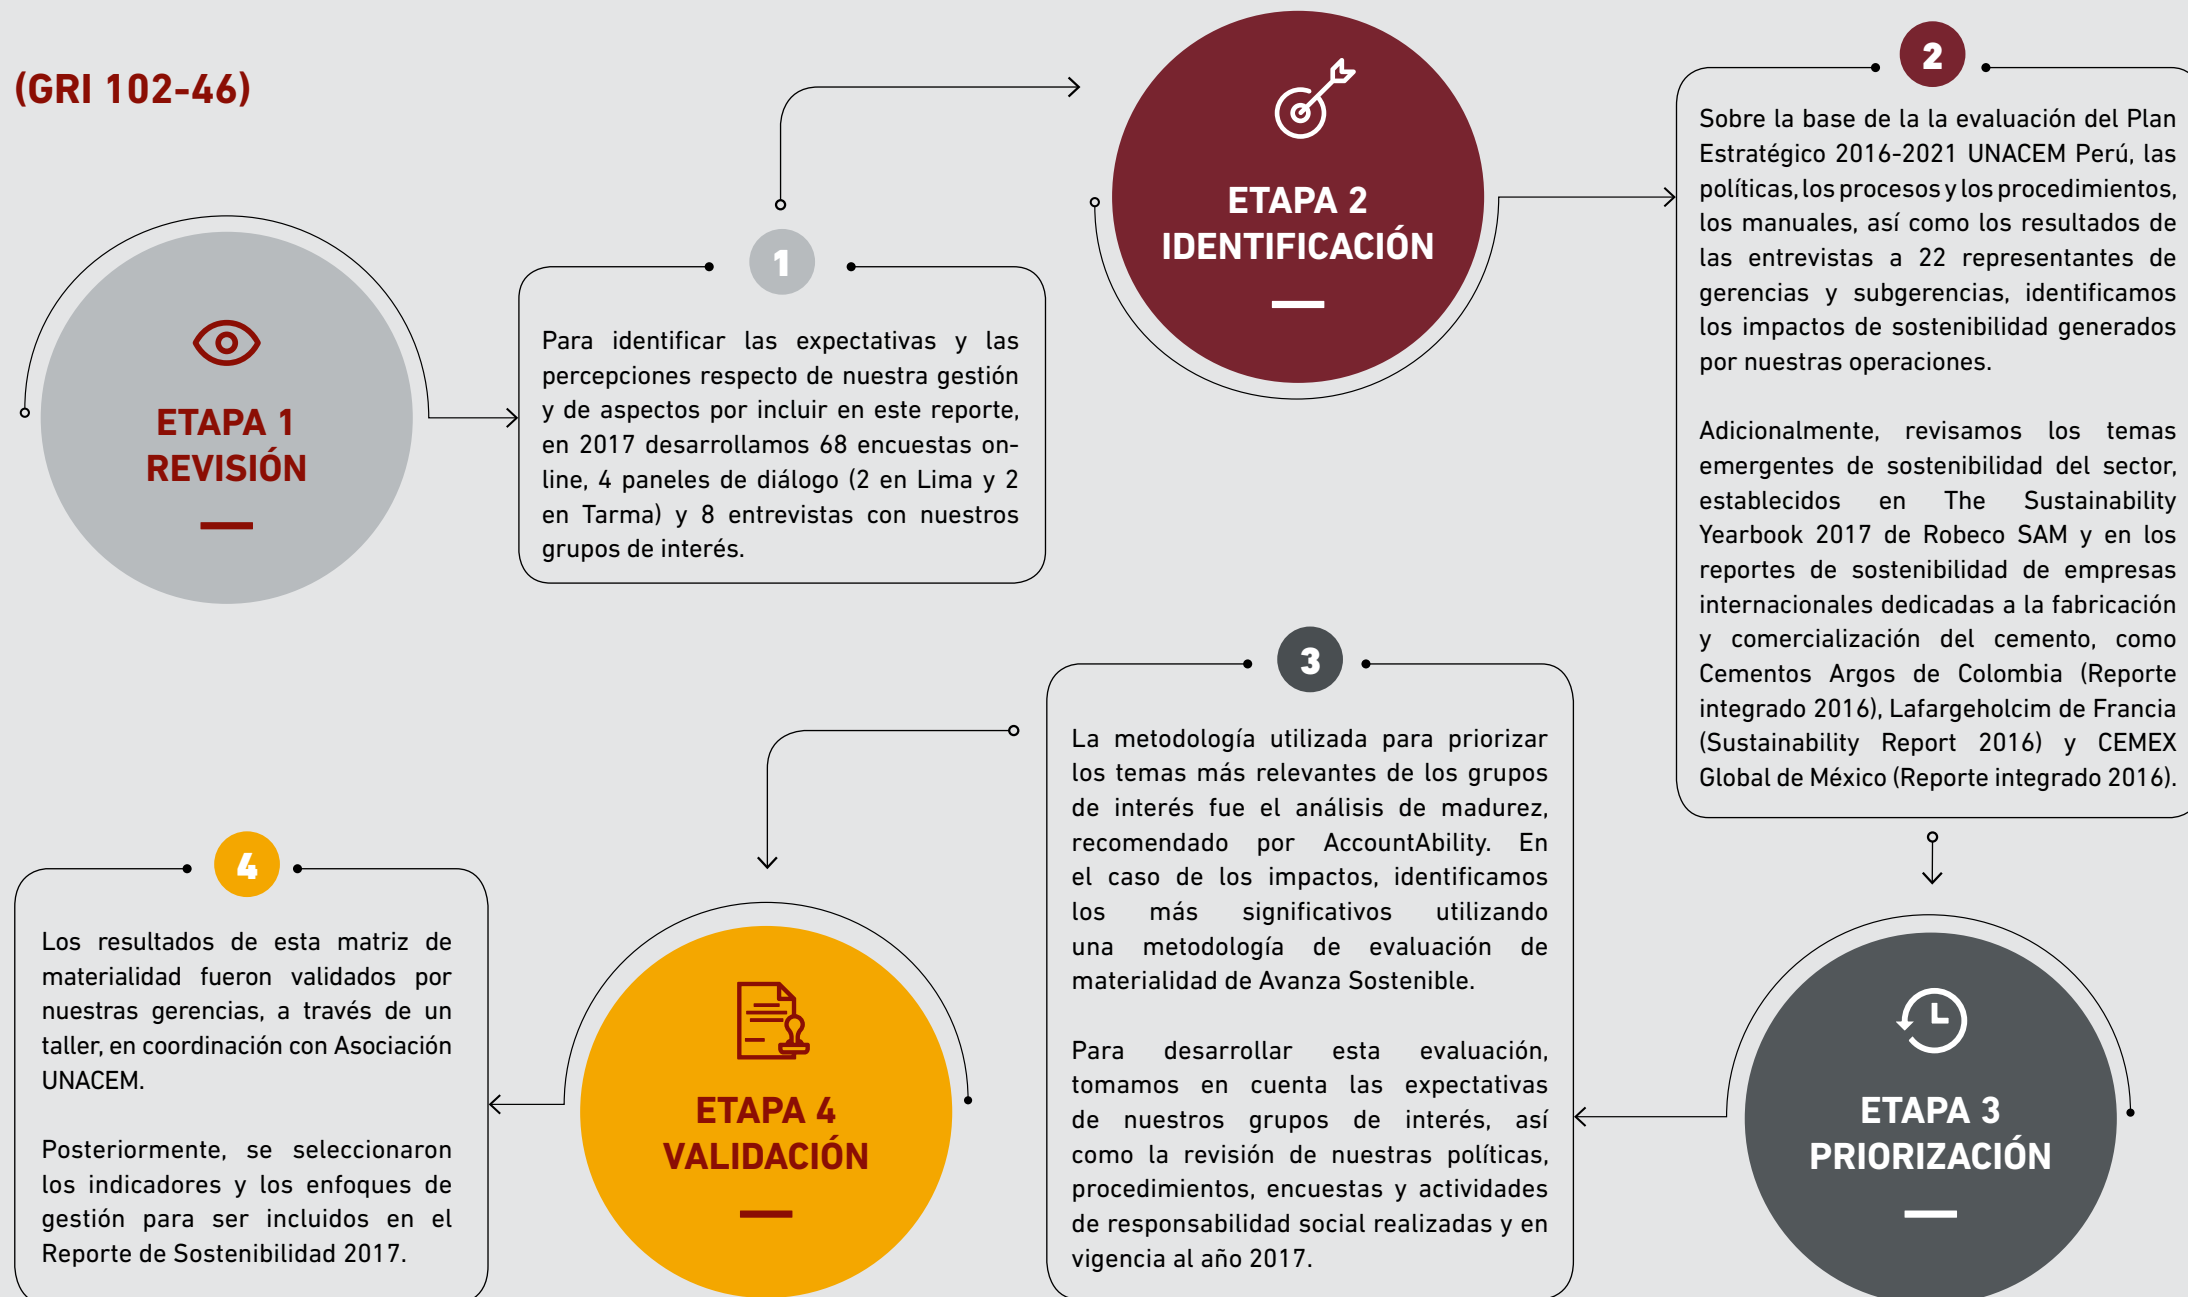 (GRI 102-46)
ETAPA 1
REVISIÓN
1
Para identificar las expectativas y las
percepciones respecto de nuestra gestión
y de aspectos por incluir en este reporte,
en 2017 desarrollamos 68 encuestas on-
line, 4 paneles de diálogo (2 en Lima y 2
en Tarma) y 8 entrevistas con nuestros
grupos de interés.
ETAPA 2
IDENTIFICACIÓN
2
Sobre la base de la la evaluación del Plan
Estratégico 2016-2021 UNACEM Perú, las
políticas, los procesos y los procedimientos,
los manuales, así como los resultados de
las entrevistas a 22 representantes de
gerencias y subgerencias, identificamos
los impactos de sostenibilidad generados
por nuestras operaciones.
Adicionalmente, revisamos los temas
emergentes de sostenibilidad del sector,
establecidos en The Sustainability
Yearbook 2017 de Robeco SAM y en los
reportes de sostenibilidad de empresas
internacionales dedicadas a la fabricación
y comercialización del cemento, como
Cementos Argos de Colombia (Reporte
integrado 2016), Lafargeholcim de Francia
(Sustainability Report 2016) y CEMEX
Global de México (Reporte integrado 2016).
ETAPA 3
PRIORIZACIÓN
3
La metodología utilizada para priorizar
los temas más relevantes de los grupos
de interés fue el análisis de madurez,
recomendado por AccountAbility. En
el caso de los impactos, identificamos
los más significativos utilizando
una metodología de evaluación de
materialidad de Avanza Sostenible.
Para desarrollar esta evaluación,
tomamos en cuenta las expectativas
de nuestros grupos de interés, así
como la revisión de nuestras políticas,
procedimientos, encuestas y actividades
de responsabilidad social realizadas y en
vigencia al año 2017.
ETAPA 4
VALIDACIÓN
4
Los resultados de esta matriz de
materialidad fueron validados por
nuestras gerencias, a través de un
taller, en coordinación con Asociación
UNACEM.
Posteriormente, se seleccionaron
los indicadores y los enfoques de
gestión para ser incluidos en el
Reporte de Sostenibilidad 2017.